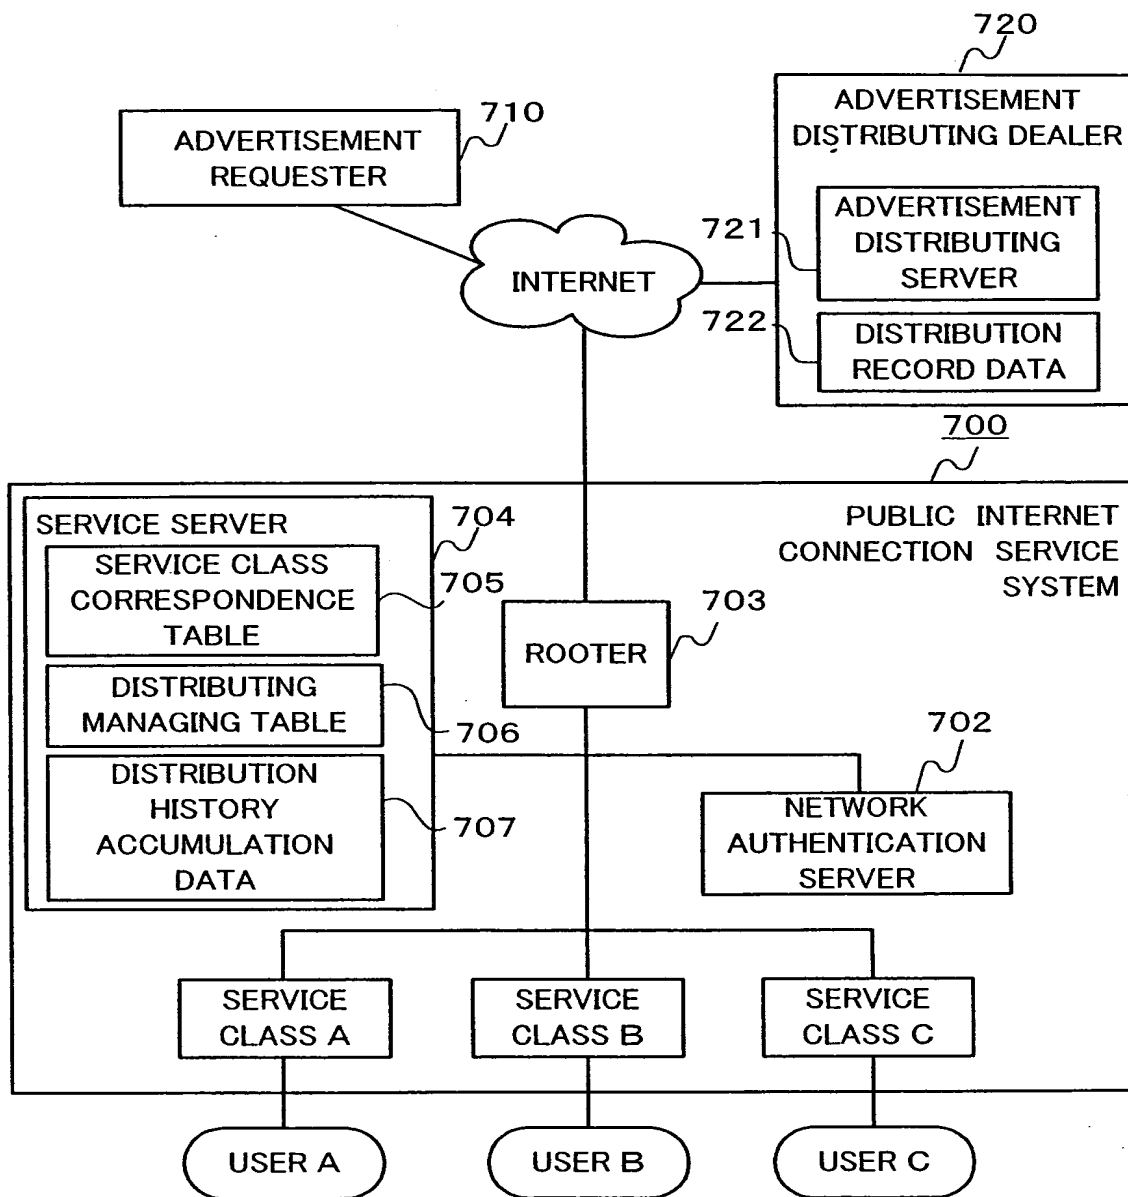 720
ADVERTISEMENT
DISTRIBUTING DEALER
710
ADVERTISEMENT
REQUESTER
721
ADVERTISEMENT
DISTRIBUTING
SERVER
INTERNET
722
DISTRIBUTION
RECORD DATA
700
SERVICE SERVER
704
PUBLIC INTERNET
CONNECTION SERVICE
SYSTEM
SERVICE CLASS
CORRESPONDENCE
TABLE
705
703
ROOTER
DISTRIBUTING
MANAGING TABLE
706
702
DISTRIBUTION
HISTORY
ACCUMULATION
DATA
707
NETWORK
AUTHENTICATION
SERVER
SERVICE
CLASS A
SERVICE
CLASS B
SERVICE
CLASS C
USER A
USER B
USER C